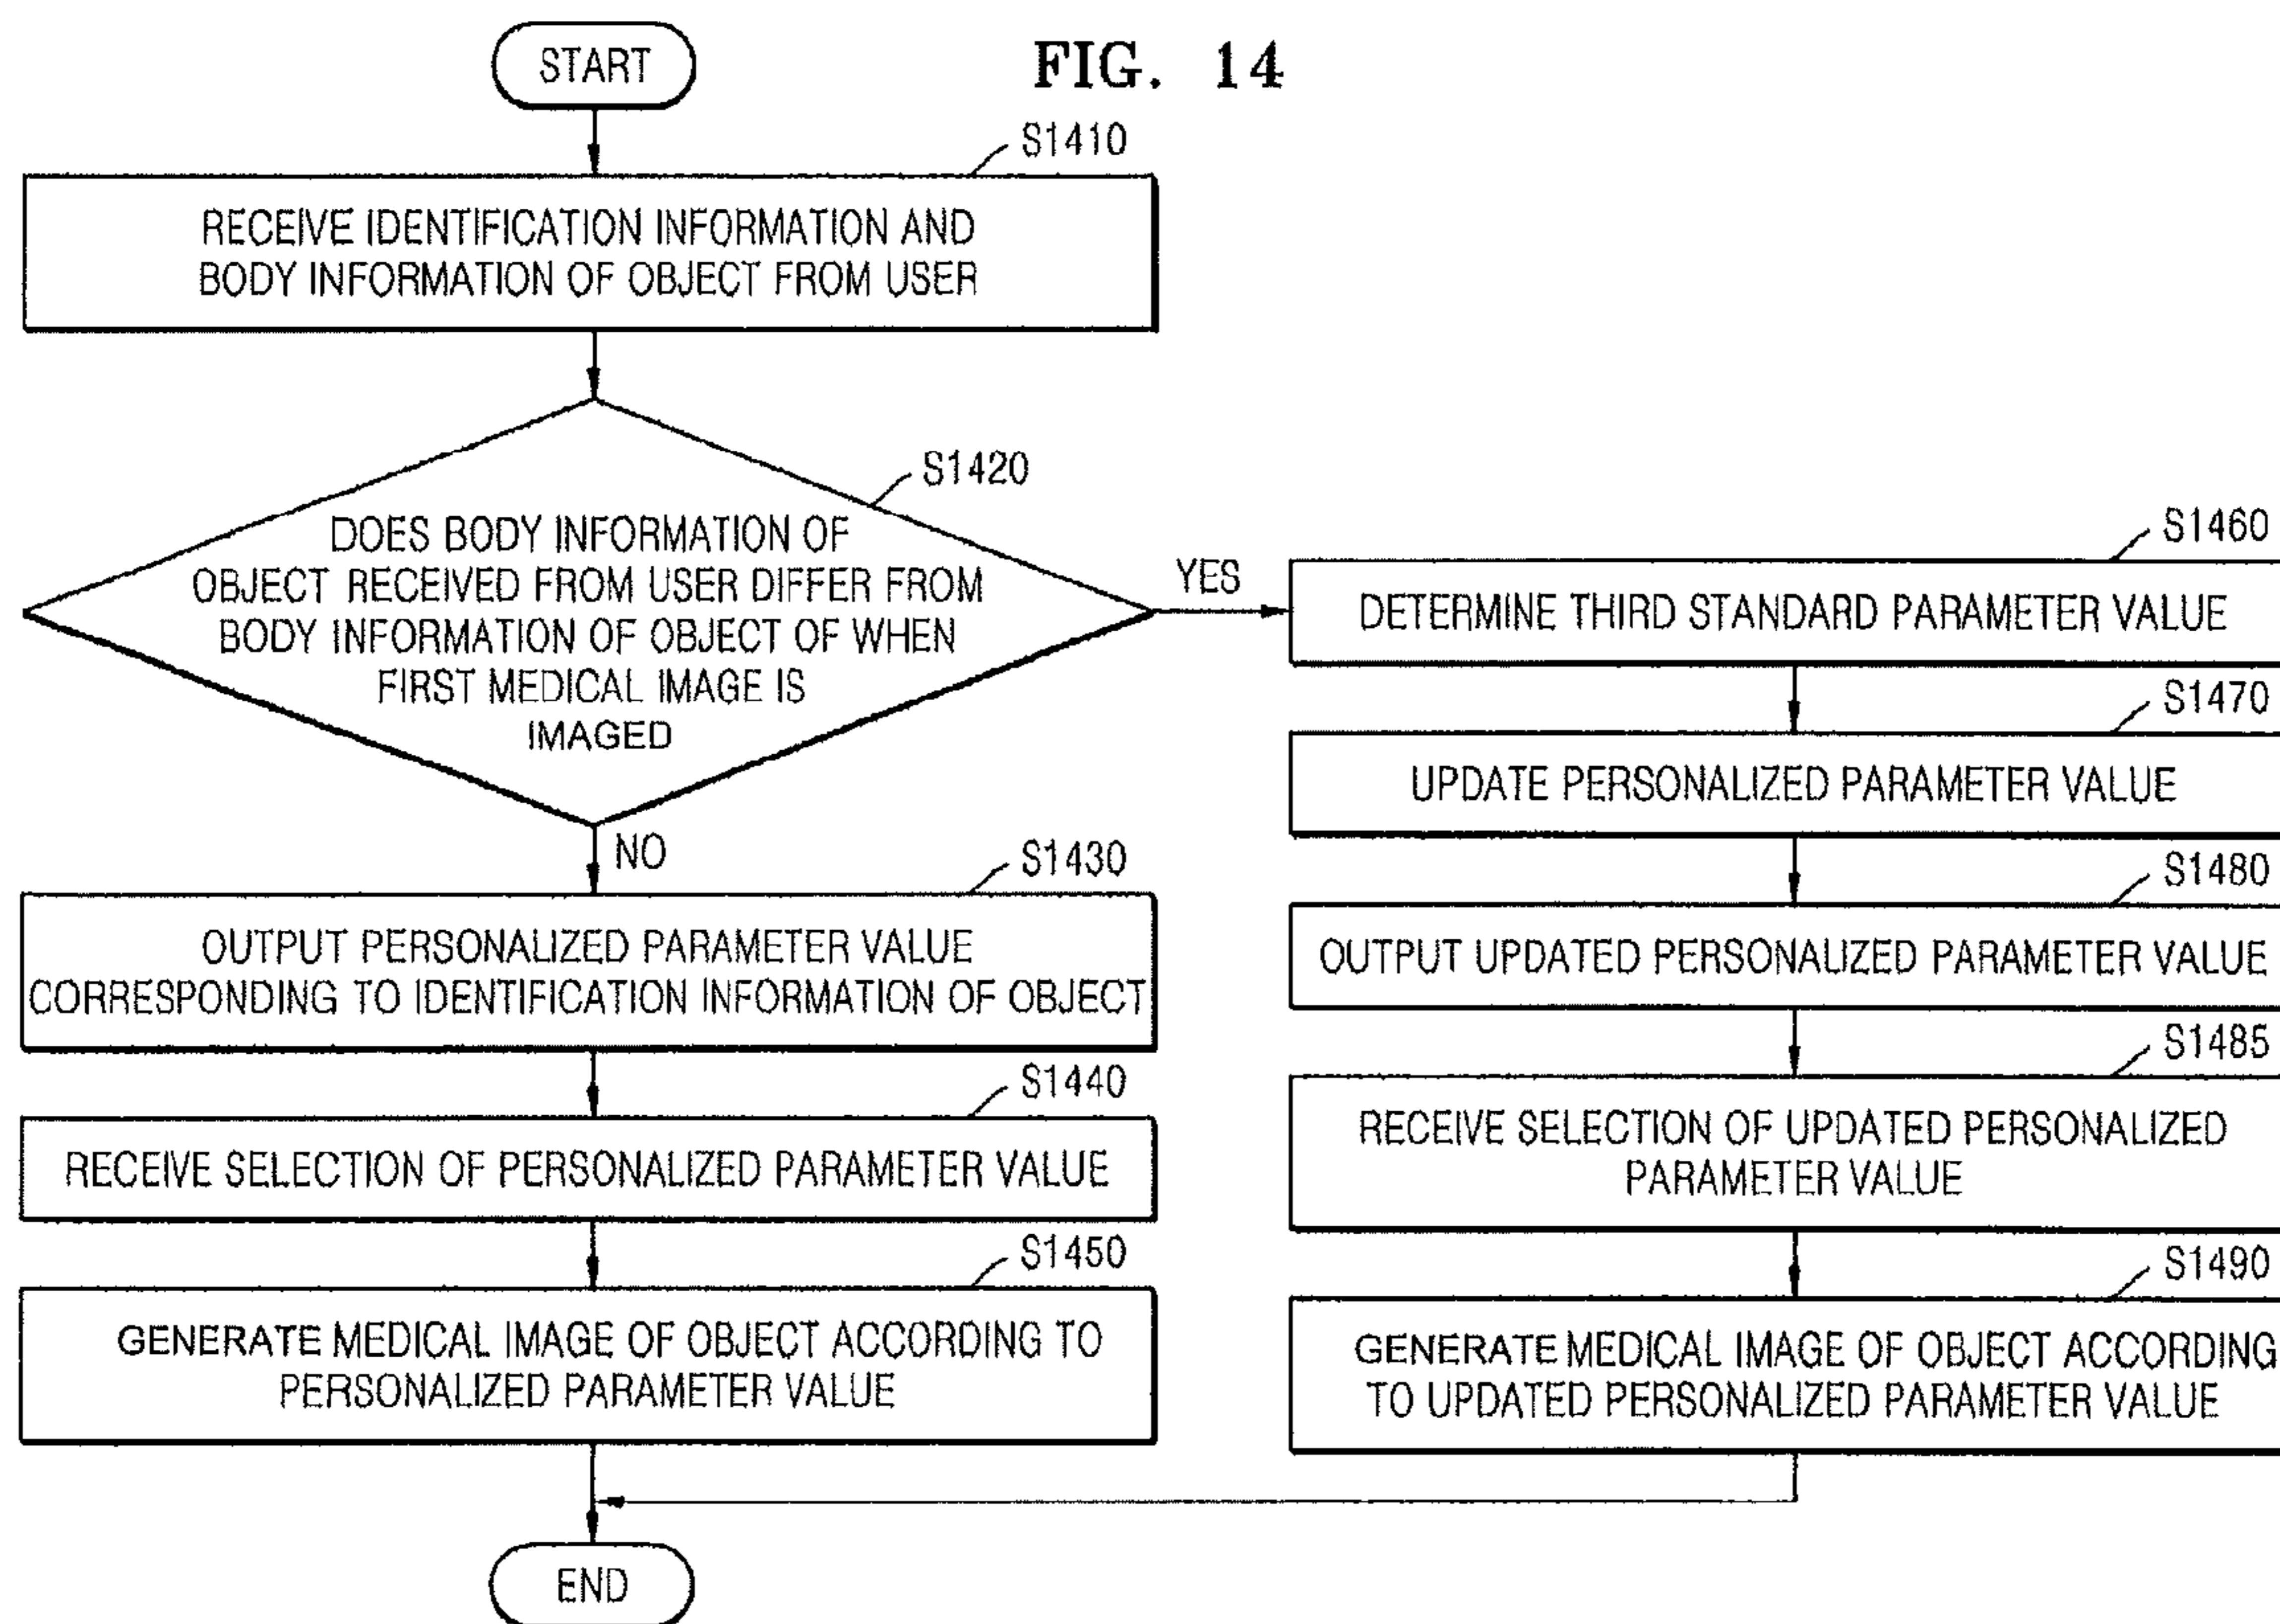 FIG. 14
START
S1410
RECEIVE IDENTIFICATION INFORMATION AND
BODY INFORMATION OF OBJECT FROM USER
S1420
DOES BODY INFORMATION OF
OBJECT RECEIVED FROM USER DIFFER FROM
BODY INFORMATION OF OBJECT OF WHEN
FIRST MEDICAL IMAGE IS
IMAGED
YES
NO
S1430
OUTPUT PERSONALIZED PARAMETER VALUE
CORRESPONDING TO IDENTIFICATION INFORMATION OF OBJECT
S1440
RECEIVE SELECTION OF PERSONALIZED PARAMETER VALUE
S1450
GENERATE MEDICAL IMAGE OF OBJECT ACCORDING TO
PERSONALIZED PARAMETER VALUE
S1460
DETERMINE THIRD STANDARD PARAMETER VALUE
S1470
UPDATE PERSONALIZED PARAMETER VALUE
S1480
OUTPUT UPDATED PERSONALIZED PARAMETER VALUE
S1485
RECEIVE SELECTION OF UPDATED PERSONALIZED
PARAMETER VALUE
S1490
GENERATE MEDICAL IMAGE OF OBJECT ACCORDING
TO UPDATED PERSONALIZED PARAMETER VALUE
END